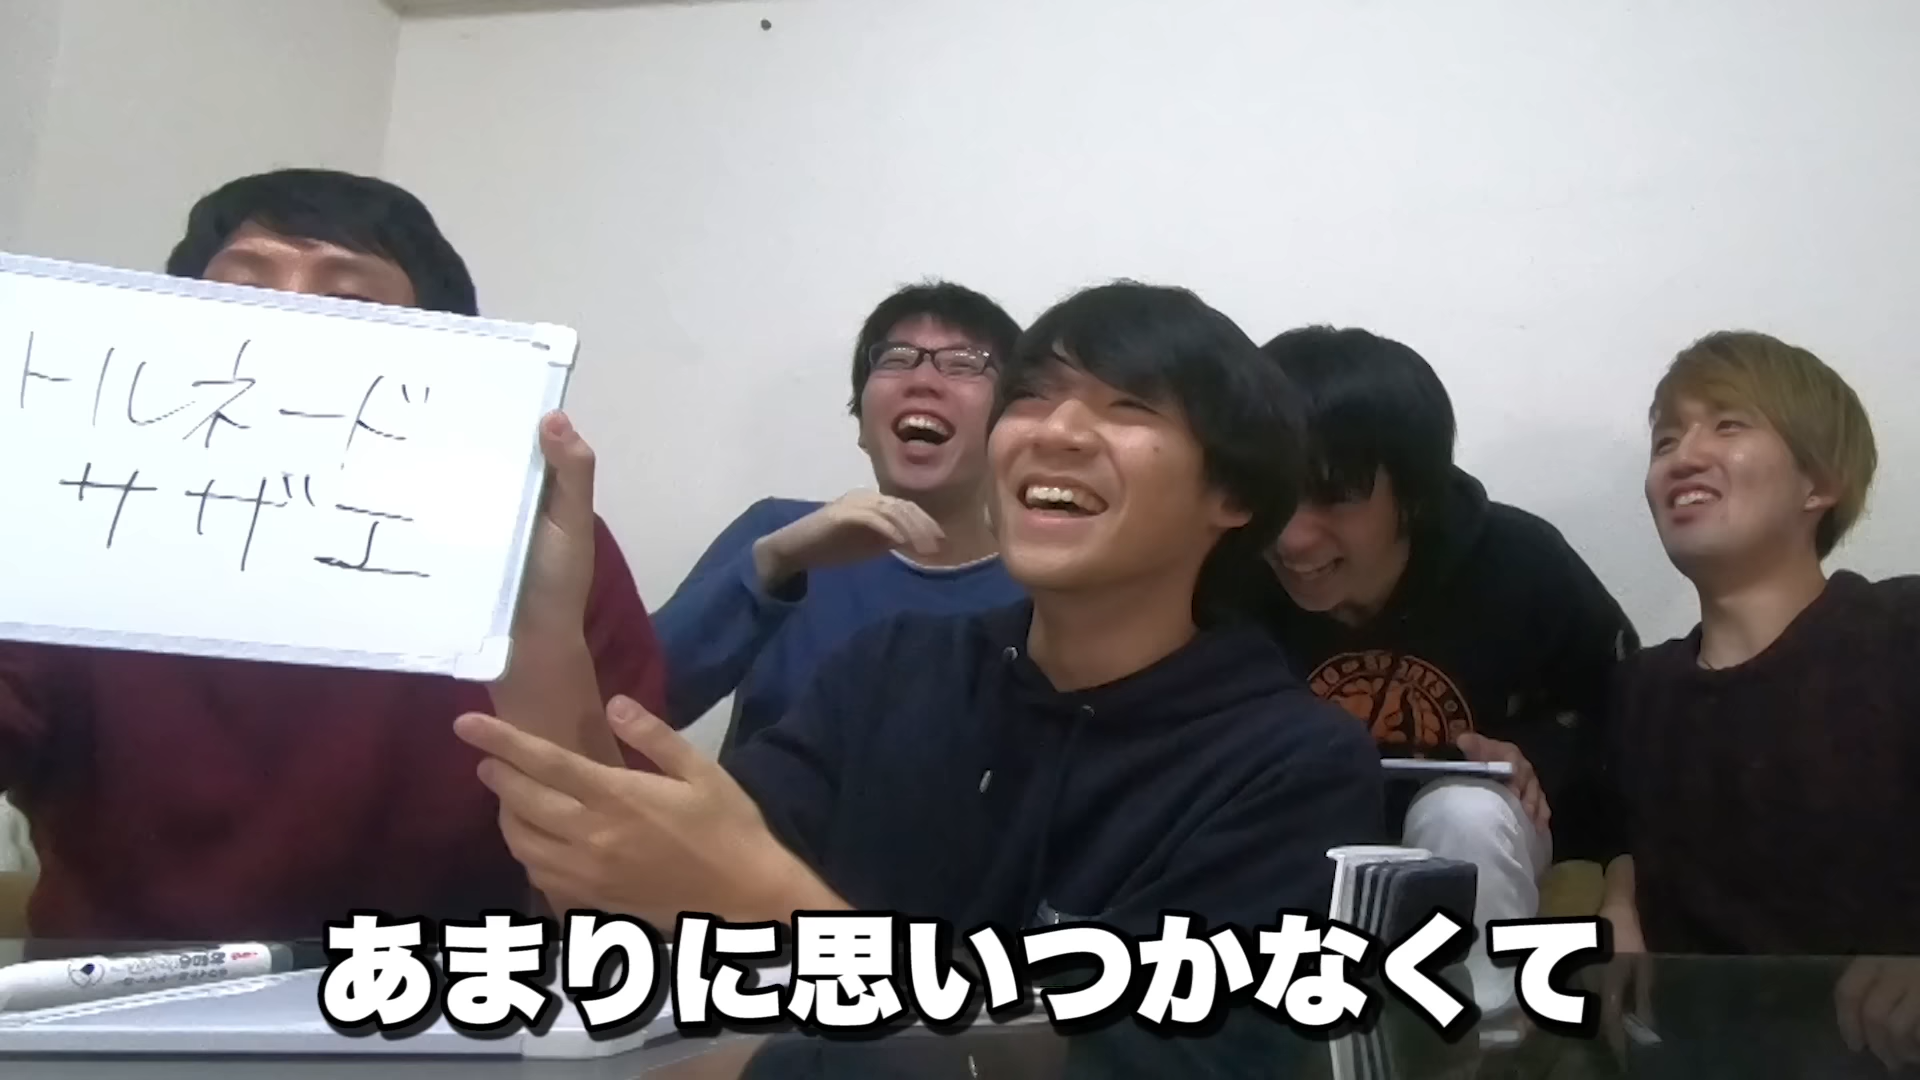 トルネード
サザエ
あまりに思いつかなくて